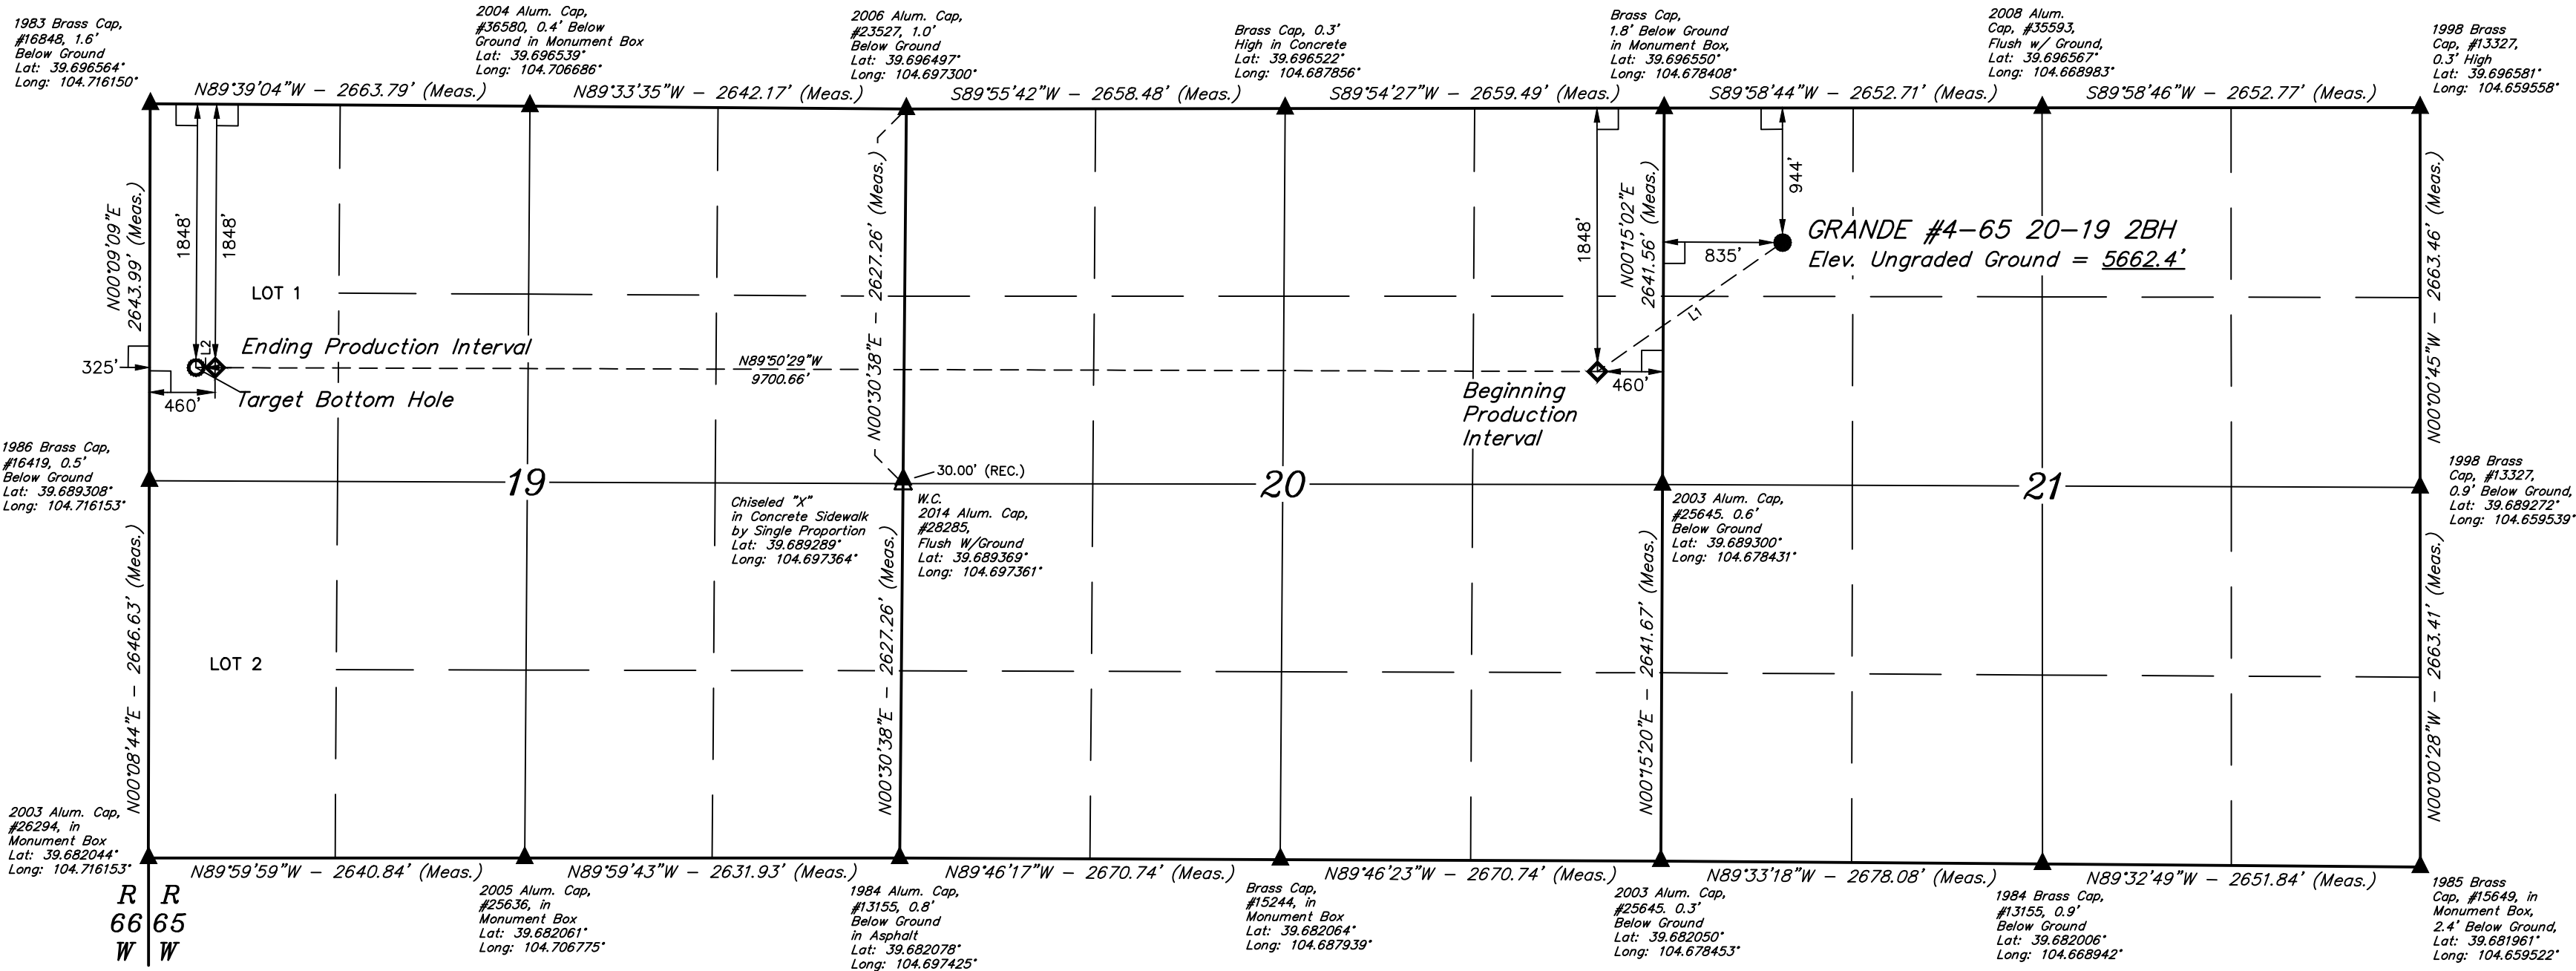 1983 Brass Cap,
#16848, 1.6'
Below Ground
Lat: 39.696564°
Long: 104.716150°
2004 Alum. Cap,
#36580, 0.4' Below
Ground in Monument Box
Lat: 39.696539°
Long: 104.706686°
2006 Alum. Cap,
#23527, 1.0'
Below Ground
Lat: 39.696497°
Long: 104.697300°
Brass Cap, 0.3'
High in Concrete
Lat: 39.696522°
Long: 104.687856°
Brass Cap,
1.8' Below Ground
in Monument Box,
Lat: 39.696550°
Long: 104.678408°
2008 Alum.
Cap, #35593,
Flush w/ Ground,
Lat: 39.696567°
Long: 104.668983°
1998 Brass
Cap, #13327,
0.3' High
Lat: 39.696581°
Long: 104.659558°
N89°39'04"W - 2663.79' (Meas.)
N89°33'35"W - 2642.17' (Meas.)
S89°55'42"W - 2658.48' (Meas.)
S89°54'27"W - 2659.49' (Meas.)
S89°58'44"W - 2652.71' (Meas.)
S89°58'46"W - 2652.77' (Meas.)
N00°09'09"E
2643.99' (Meas.)
1848'
1848'
N00°30'38"E - 2627.26' (Meas.)
1848'
N00°15'02"E
2641.56' (Meas.)
944'
835'
GRANDE #4-65 20-19 2BH
Elev. Ungraded Ground = 5662.4'
N00°00'45"W - 2663.46' (Meas.)
LOT 1
L1
L2
Ending Production Interval
325'
460'
Target Bottom Hole
N89°50'29"W
9700.66'
460'
Beginning
Production
Interval
1986 Brass Cap,
#16419, 0.5'
Below Ground
Lat: 39.689308°
Long: 104.716153°
19
30.00' (REC.)
20
21
Chiseled "X"
in Concrete Sidewalk
by Single Proportion
Lat: 39.689289°
Long: 104.697364°
W.C.
2014 Alum. Cap,
#28285,
Flush W/Ground
Lat: 39.689369°
Long: 104.697361°
2003 Alum. Cap,
#25645. 0.6'
Below Ground
Lat: 39.689300°
Long: 104.678431°
1998 Brass
Cap, #13327,
0.9' Below Ground,
Lat: 39.689272°
Long: 104.659539°
N00°08'44"E - 2646.63' (Meas.)
LOT 2
N00°30'38"E - 2627.26' (Meas.)
N00°15'20"E - 2641.67' (Meas.)
N00°00'28"W - 2663.41' (Meas.)
2003 Alum. Cap,
#26294, in
Monument Box
Lat: 39.682044°
Long: 104.716153°
N89°59'59"W - 2640.84' (Meas.)
N89°59'43"W - 2631.93' (Meas.)
N89°46'17"W - 2670.74' (Meas.)
N89°46'23"W - 2670.74' (Meas.)
N89°33'18"W - 2678.08' (Meas.)
N89°32'49"W - 2651.84' (Meas.)
R R
66 65
W W
2005 Alum. Cap,
#25636, in
Monument Box
Lat: 39.682061°
Long: 104.706775°
1984 Alum. Cap,
#13155, 0.8'
Below Ground
in Asphalt
Lat: 39.682078°
Long: 104.697425°
Brass Cap,
#15244, in
Monument Box
Lat: 39.682064°
Long: 104.687939°
2003 Alum. Cap,
#25645. 0.3'
Below Ground
Lat: 39.682050°
Long: 104.678453°
1984 Brass Cap,
#13155, 0.9'
Below Ground
Lat: 39.682006°
Long: 104.668942°
1985 Brass
Cap, #15649, in
Monument Box,
2.4' Below Ground,
Lat: 39.681961°
Long: 104.659522°